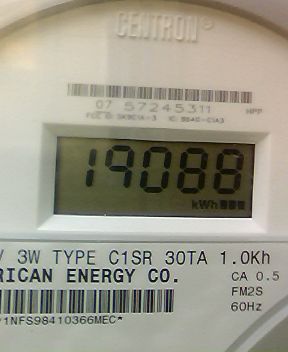 CENTRON®
07 57245311
HPP
19088
kWh
V 3W TYPE C1SR 30TA 1.0Kh
RICAN ENERGY CO.
CA 0.5
FM2S
60Hz
1NFS98410366MEC*